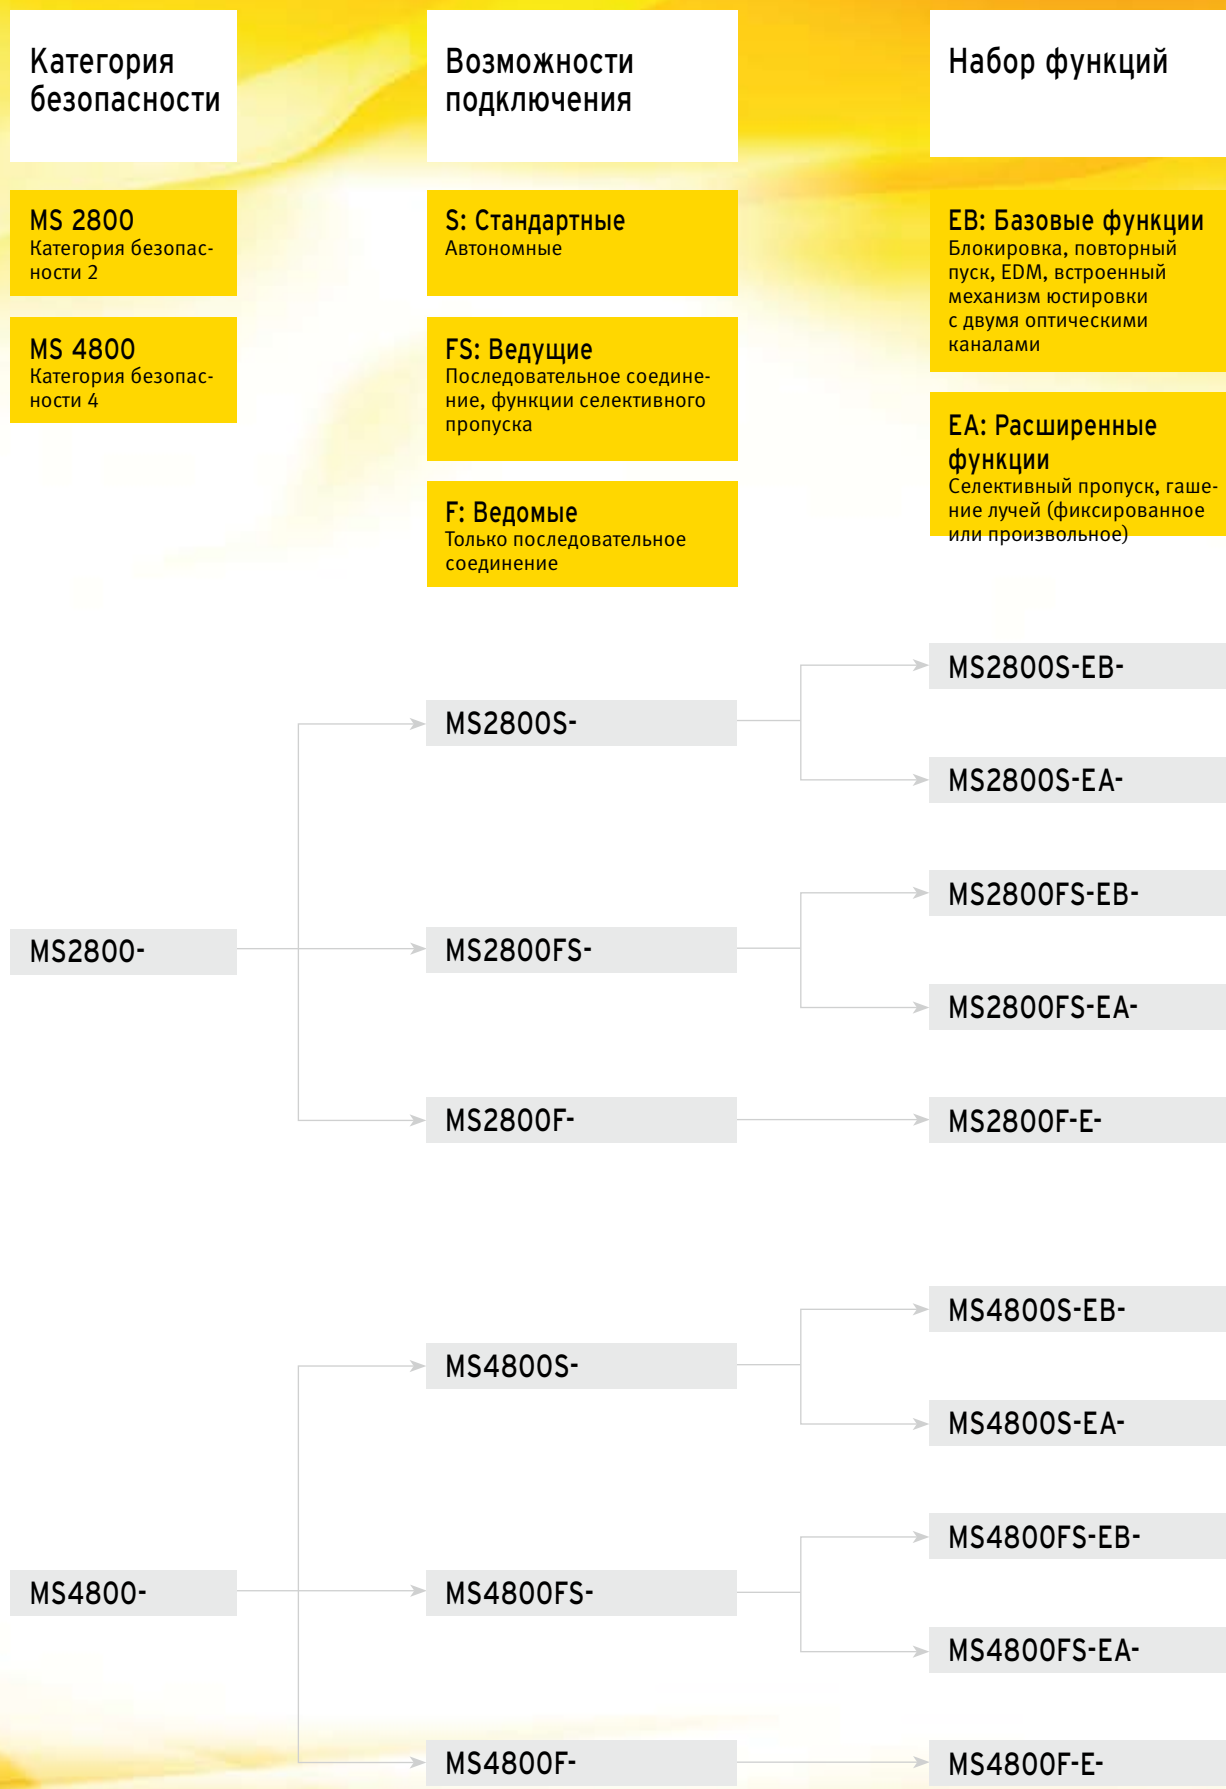 Категория
безопасности
Возможности
подключения
Набор функций
MS 2800
Категория безопас-
ности 2
MS 4800
Категория безопас-
ности 4
S: Стандартные
Автономные
FS: Ведущие
Последовательное соедине-
ние, функции селективного
пропуска
F: Ведомые
Только последовательное
соединение
EB: Базовые функции
Блокировка, повторный
пуск, EDM, встроенный
механизм юстировки
с двумя оптическими
каналами
EA: Расширенные
функции
Селективный пропуск, гаше-
ние лучей (фиксированное
или произвольное)
MS2800-
MS2800S-
MS2800S-EB-
MS2800S-EA-
MS2800FS-
MS2800FS-EB-
MS2800FS-EA-
MS2800F-
MS2800F-E-
MS4800-
MS4800S-
MS4800S-EB-
MS4800S-EA-
MS4800FS-
MS4800FS-EB-
MS4800FS-EA-
MS4800F-
MS4800F-E-